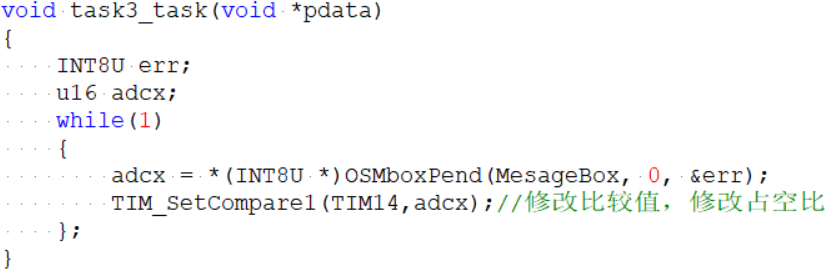 void task3_task(void *pdata)
{
    INT8U err;
    u16 adcx;
    while(1)
    {
        adcx = *(INT8U *)OSMboxPend(MesageBox, 0, &err);
        TIM_SetCompare1(TIM14,adcx);//修改比较值，修改占空比
    };
}